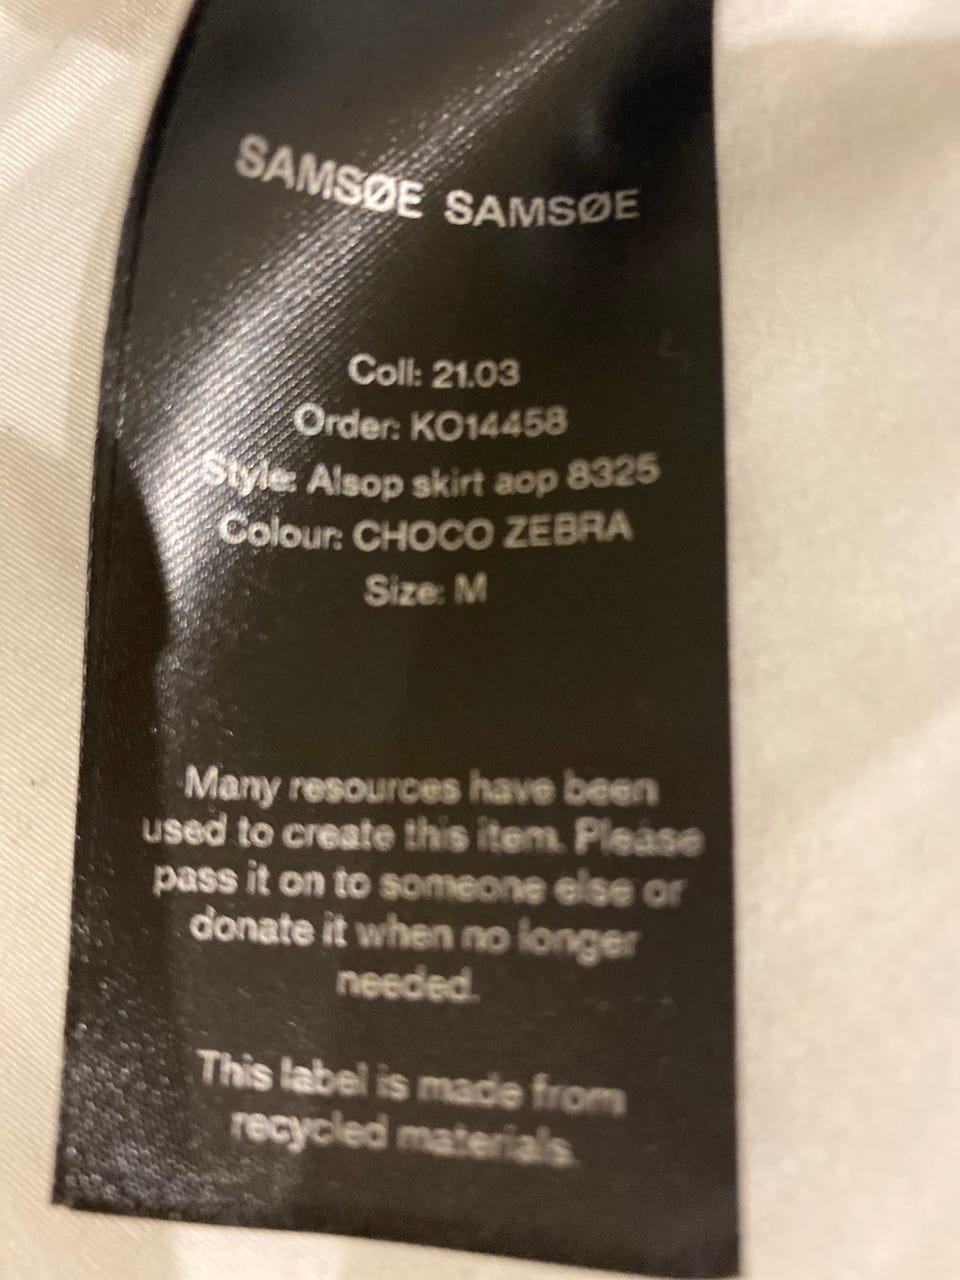 SAMSØE SAMSØE
Coll: 21.03
Order: KO14458
Style: Alsop skirt aop 8325
Colour: CHOCO ZEBRA
Size: M
Many resources have been
used to create this item. Please
pass it on to someone else or
donate it when no longer
needed.
This label is made from
recycled materials.